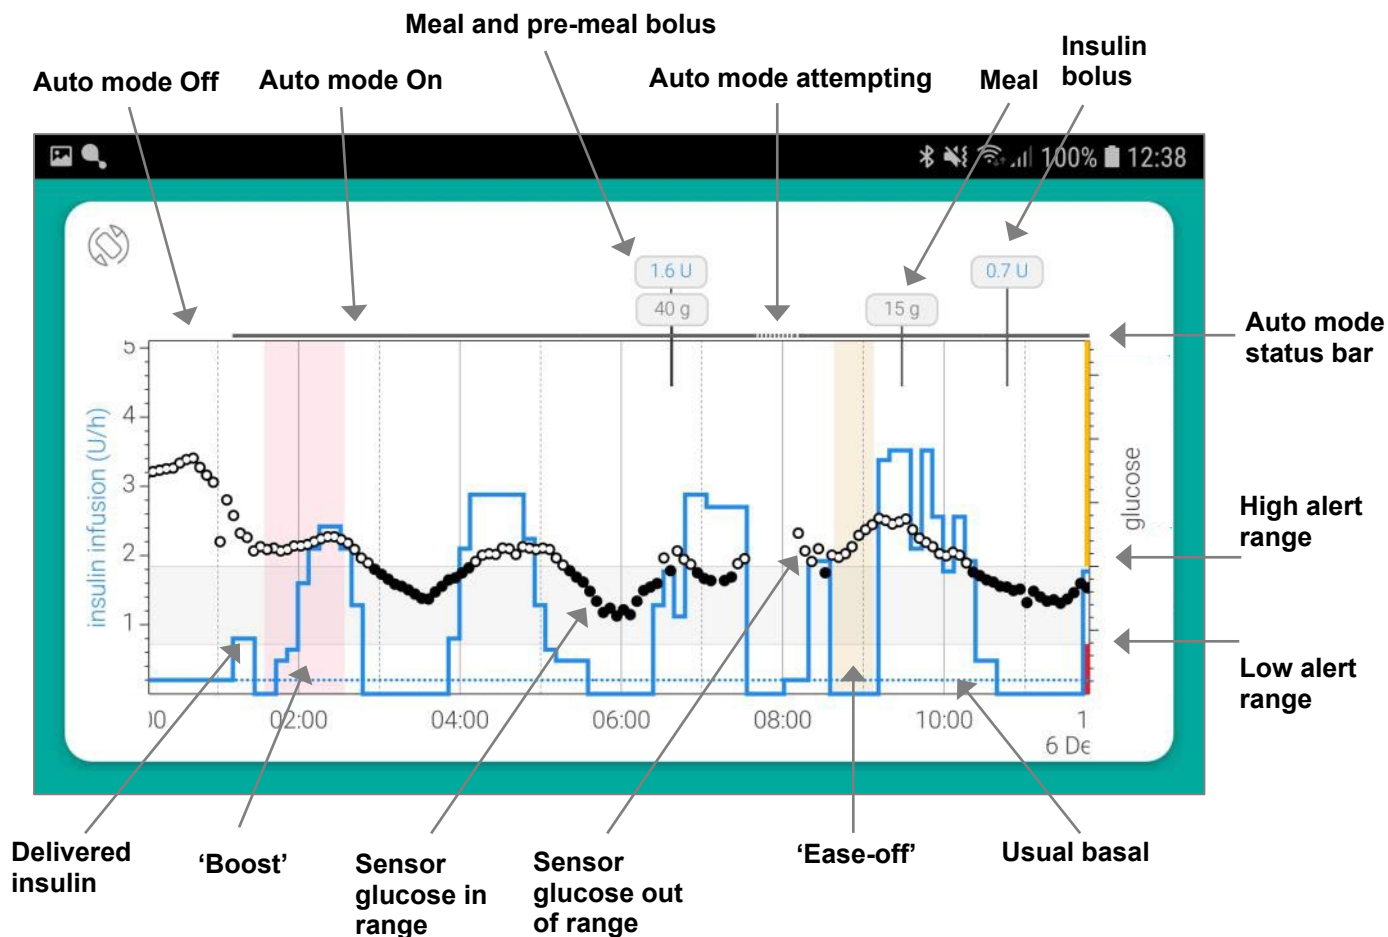 Meal and pre-meal bolus
Insulin
bolus
Auto mode Off
Auto mode On
Auto mode attempting
Meal
100% 12:38
1.6 U
0.7 U
40 g
15 g
Auto mode
status bar
5
4
3
2
1
insulin infusion (U/h)
glucose
High alert
range
Low alert
range
00
02:00
04:00
06:00
08:00
10:00
1
6 De
Delivered
insulin
‘Boost’
Sensor
glucose in
range
Sensor
glucose out
of range
‘Ease-off’
Usual basal